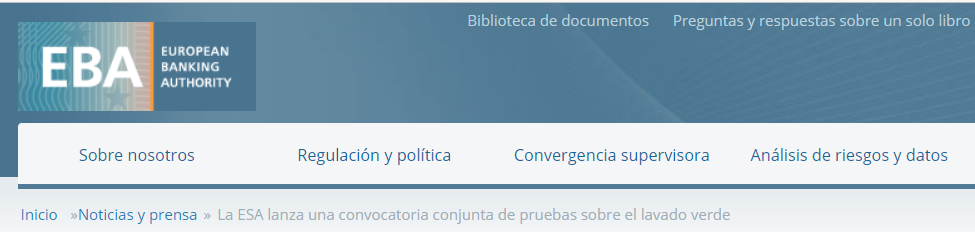 Biblioteca de documentos Preguntas y respuestas sobre un solo libro
EBA EUROPEAN BANKING AUTHORITY
Sobre nosotros Regulación y política Convergencia supervisora Análisis de riesgos y datos
Inicio »Noticias y prensa » La ESA lanza una convocatoria conjunta de pruebas sobre el lavado verde